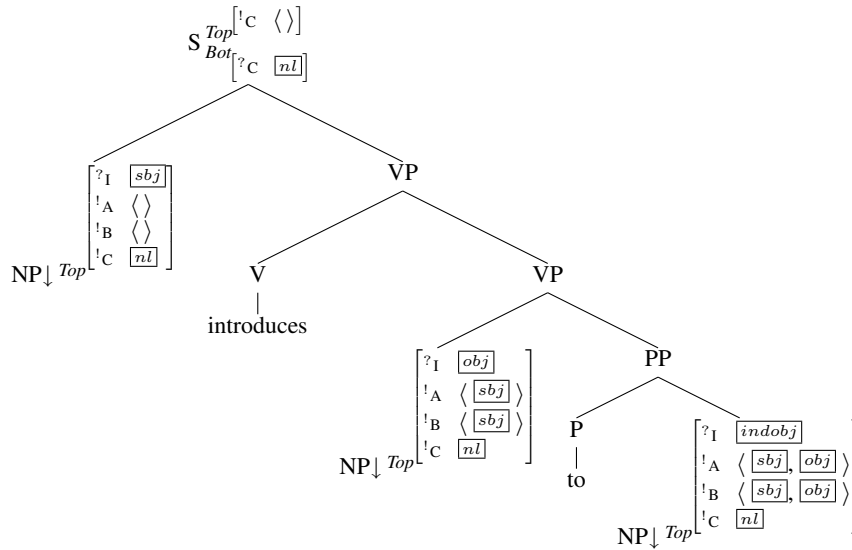 S Top [!C ⟨ ⟩]
Bot [?C nl]
NP↓ Top [?I sbj
!A ⟨ ⟩
!B ⟨ ⟩
!C nl]
VP
V
introduces
VP
NP↓ Top [?I obj
!A ⟨ sbj ⟩
!B ⟨ sbj ⟩
!C nl]
PP
P
to
NP↓ Top [?I indobj
!A ⟨ sbj, obj ⟩
!B ⟨ sbj, obj ⟩
!C nl